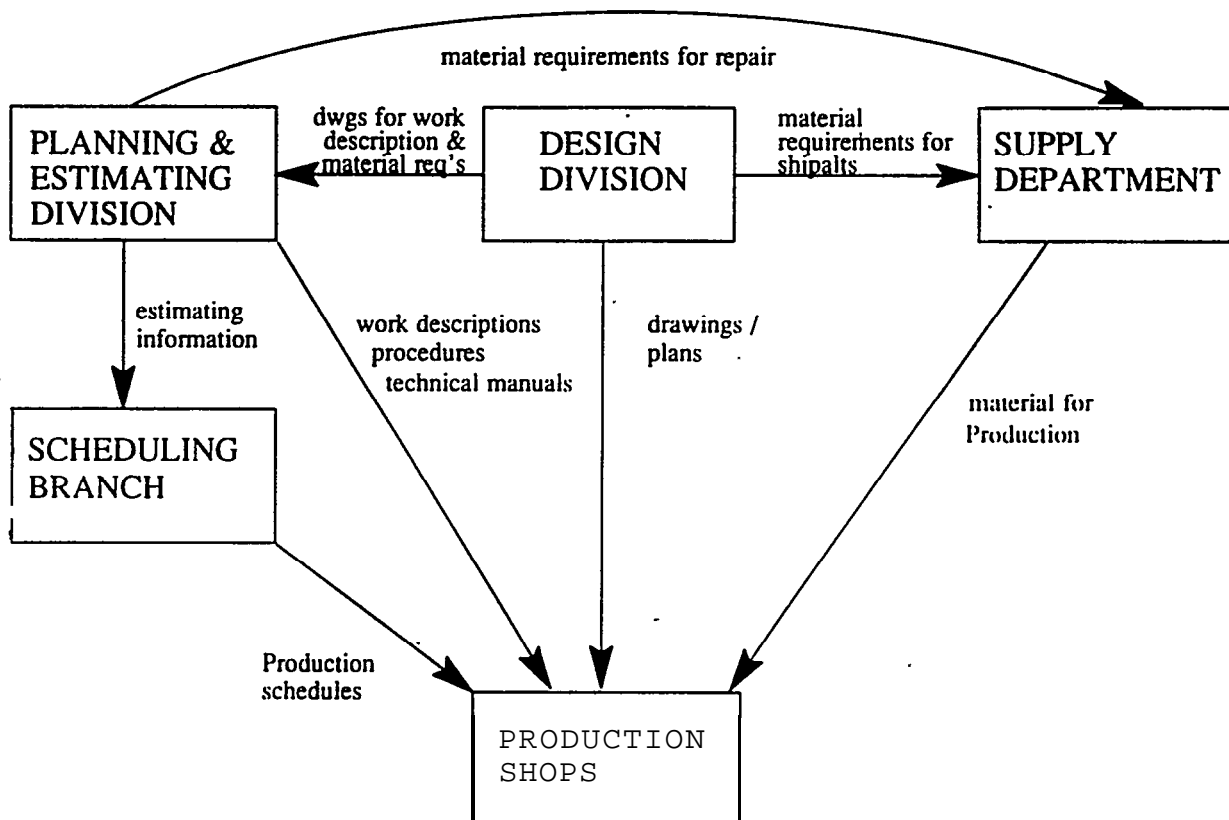 material requirements for repair
PLANNING &
ESTIMATING
DIVISION
dwgs for work
description &
material req's
DESIGN
DIVISION
material
requirements for
shipalts
SUPPLY
DEPARTMENT
estimating
information
work descriptions
procedures
technical manuals
drawings /
plans
material for
Production
SCHEDULING
BRANCH
Production
schedules
PRODUCTION
SHOPS